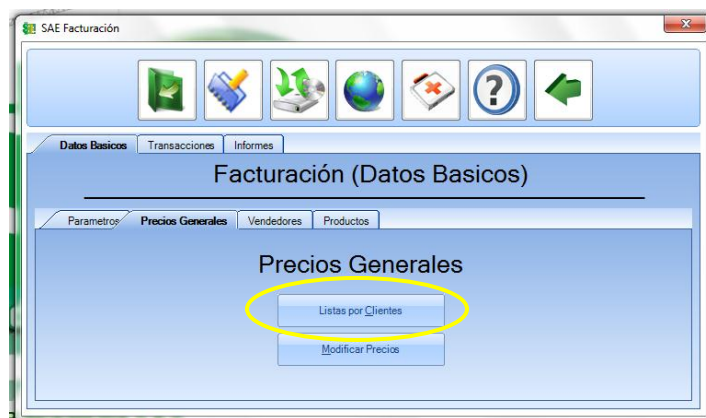 SAE Facturación
Datos Basicos Transacciones Informes
Facturación (Datos Basicos)
Parametros Precios Generales Vendedores Productos
Precios Generales
Listas por Clientes
Modificar Precios